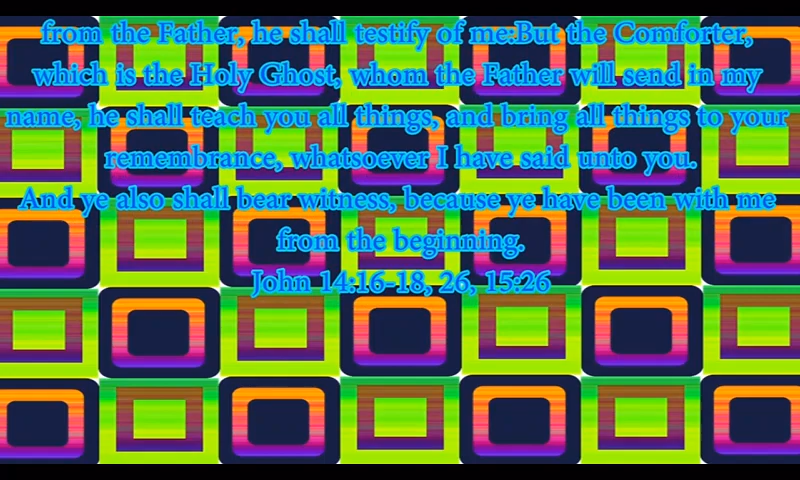 from the Father, he shall testify of me:But the Comforter,
which is the Holy Ghost, whom the Father will send in my
name, he shall teach you all things, and bring all things to your
remembrance, whatsoever I have said unto you.
And ye also shall bear witness, because ye have been with me
from the beginning.
John 14:16-18, 26, 15:26